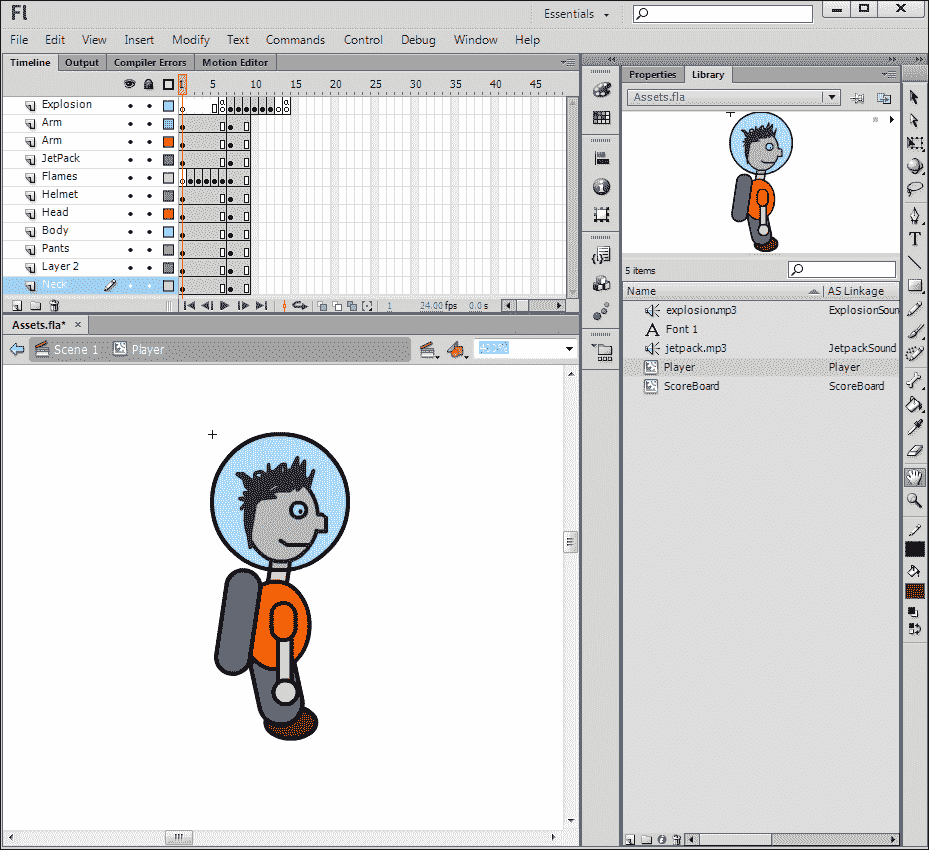 Fl
Essentials
File Edit View Insert Modify Text Commands Control Debug Window Help
Timeline Output Compiler Errors Motion Editor
1 5 10 15 20 25 30 35 40 45
Explosion
Arm
Arm
JetPack
Flames
Helmet
Head
Body
Pants
Layer 2
Neck
1 24.00 fps 0.0 s
Assets.fla* ×
Scene 1 Player
Properties Library
Assets.fla
5 items
Name AS Linkage
explosion.mp3 ExplosionSoun
Font 1
jetpack.mp3 JetpackSound
Player Player
ScoreBoard ScoreBoard